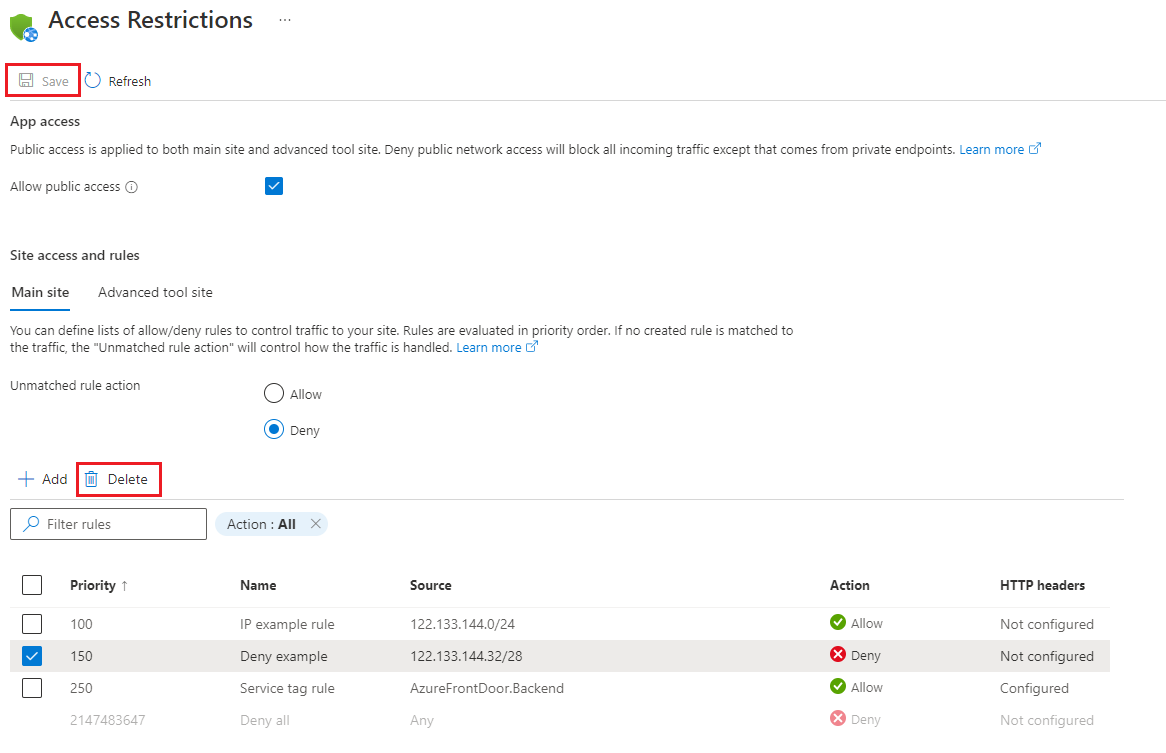 Access Restrictions ...
Save Refresh
App access
Public access is applied to both main site and advanced tool site. Deny public network access will block all incoming traffic except that comes from private endpoints. Learn more
Allow public access
Site access and rules
Main site Advanced tool site
You can define lists of allow/deny rules to control traffic to your site. Rules are evaluated in priority order. If no created rule is matched to
the traffic, the "Unmatched rule action" will control how the traffic is handled. Learn more
Unmatched rule action
Allow
Deny
Add Delete
Filter rules Action : All
Priority ↑ Name Source Action HTTP headers
100 IP example rule 122.133.144.0/24 Allow Not configured
150 Deny example 122.133.144.32/28 Deny Not configured
250 Service tag rule AzureFrontDoor.Backend Allow Configured
2147483647 Deny all Any Deny Not configured